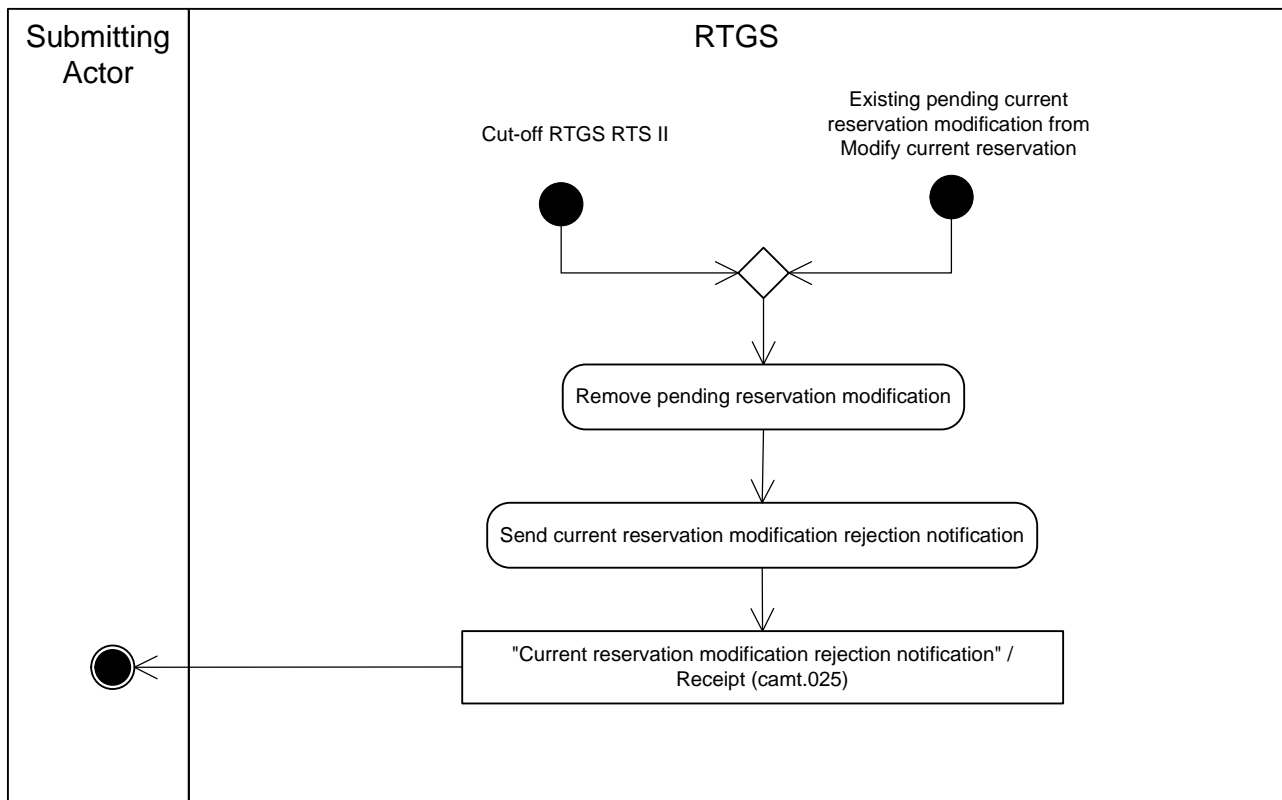 Submitting
Actor
RTGS
Cut-off RTGS RTS II
Existing pending current
reservation modification from
Modify current reservation
Remove pending reservation modification
Send current reservation modification rejection notification
"Current reservation modification rejection notification" /
Receipt (camt.025)